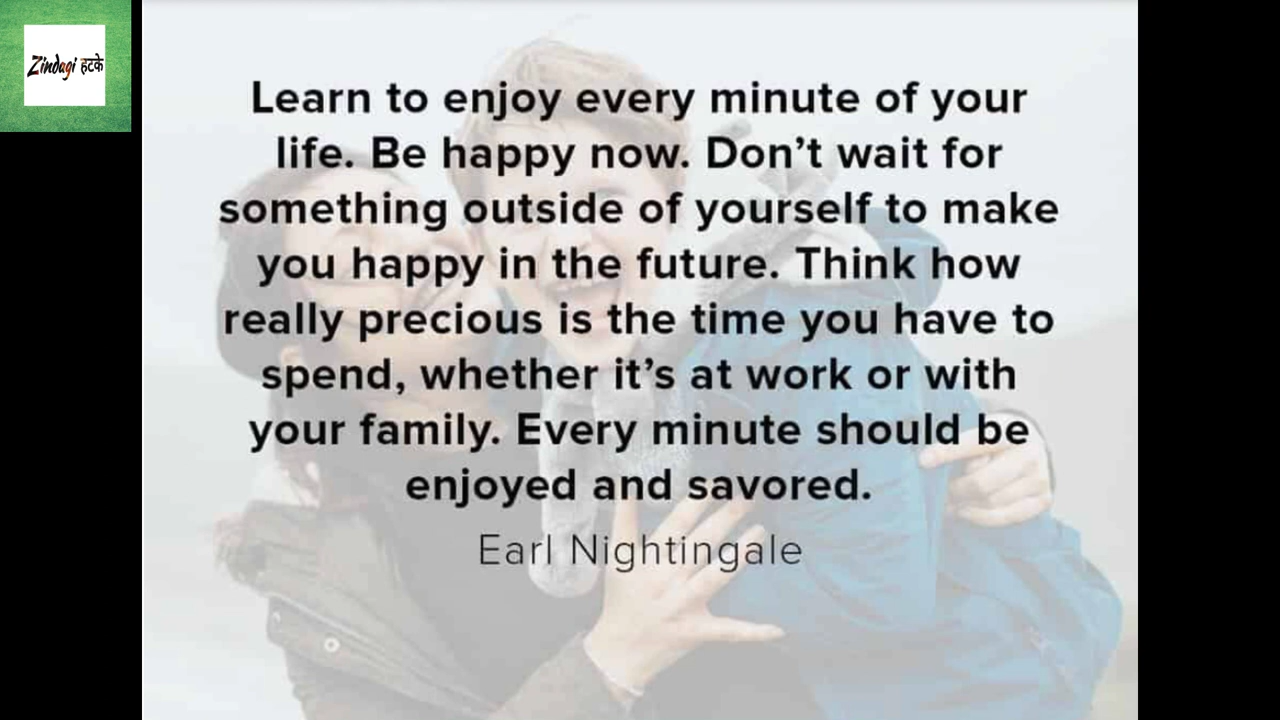 Zindagi हटके
Learn to enjoy every minute of your
life. Be happy now. Don’t wait for
something outside of yourself to make
you happy in the future. Think how
really precious is the time you have to
spend, whether it’s at work or with
your family. Every minute should be
enjoyed and savored.
Earl Nightingale